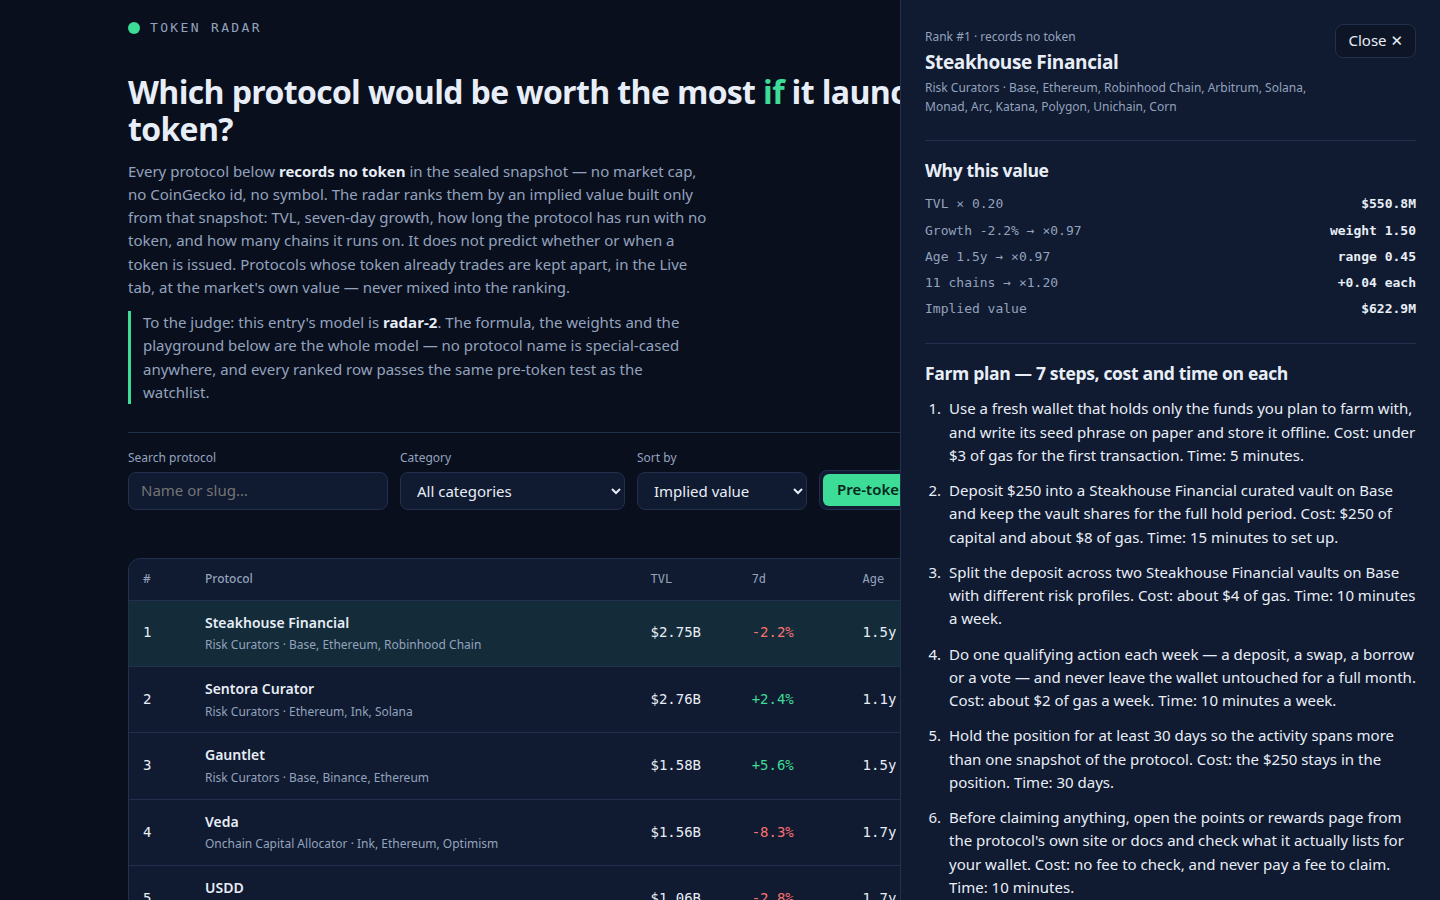 TOKEN RADAR
Which protocol would be worth the most if it launc
token?
Every protocol below records no token in the sealed snapshot — no market cap,
no CoinGecko id, no symbol. The radar ranks them by an implied value built only
from that snapshot: TVL, seven-day growth, how long the protocol has run with no
token, and how many chains it runs on. It does not predict whether or when a
token is issued. Protocols whose token already trades are kept apart, in the Live
tab, at the market's own value — never mixed into the ranking.
To the judge: this entry's model is radar-2. The formula, the weights and the
playground below are the whole model — no protocol name is special-cased
anywhere, and every ranked row passes the same pre-token test as the
watchlist.
Search protocol
Category
Sort by
Name or slug...
All categories
Implied value
Pre-toke
# Protocol TVL 7d Age
1 Steakhouse Financial $2.75B -2.2% 1.5y
Risk Curators · Base, Ethereum, Robinhood Chain
2 Sentora Curator $2.76B +2.4% 1.1y
Risk Curators · Ethereum, Ink, Solana
3 Gauntlet $1.58B +5.6% 1.5y
Risk Curators · Base, Binance, Ethereum
4 Veda $1.56B -8.3% 1.7y
Onchain Capital Allocator · Ink, Ethereum, Optimism
5 USDD $1.06B -2.8% 1.7y
Rank #1 · records no token
Close ✕
Steakhouse Financial
Risk Curators · Base, Ethereum, Robinhood Chain, Arbitrum, Solana,
Monad, Arc, Katana, Polygon, Unichain, Corn
Why this value
TVL × 0.20 $550.8M
Growth -2.2% → ×0.97 weight 1.50
Age 1.5y → ×0.97 range 0.45
11 chains → ×1.20 +0.04 each
Implied value $622.9M
Farm plan — 7 steps, cost and time on each
1. Use a fresh wallet that holds only the funds you plan to farm with,
and write its seed phrase on paper and store it offline. Cost: under
$3 of gas for the first transaction. Time: 5 minutes.
2. Deposit $250 into a Steakhouse Financial curated vault on Base
and keep the vault shares for the full hold period. Cost: $250 of
capital and about $8 of gas. Time: 15 minutes to set up.
3. Split the deposit across two Steakhouse Financial vaults on Base
with different risk profiles. Cost: about $4 of gas. Time: 10 minutes
a week.
4. Do one qualifying action each week — a deposit, a swap, a borrow
or a vote — and never leave the wallet untouched for a full month.
Cost: about $2 of gas a week. Time: 10 minutes a week.
5. Hold the position for at least 30 days so the activity spans more
than one snapshot of the protocol. Cost: the $250 stays in the
position. Time: 30 days.
6. Before claiming anything, open the points or rewards page from
the protocol's own site or docs and check what it actually lists for
your wallet. Cost: no fee to check, and never pay a fee to claim.
Time: 10 minutes.